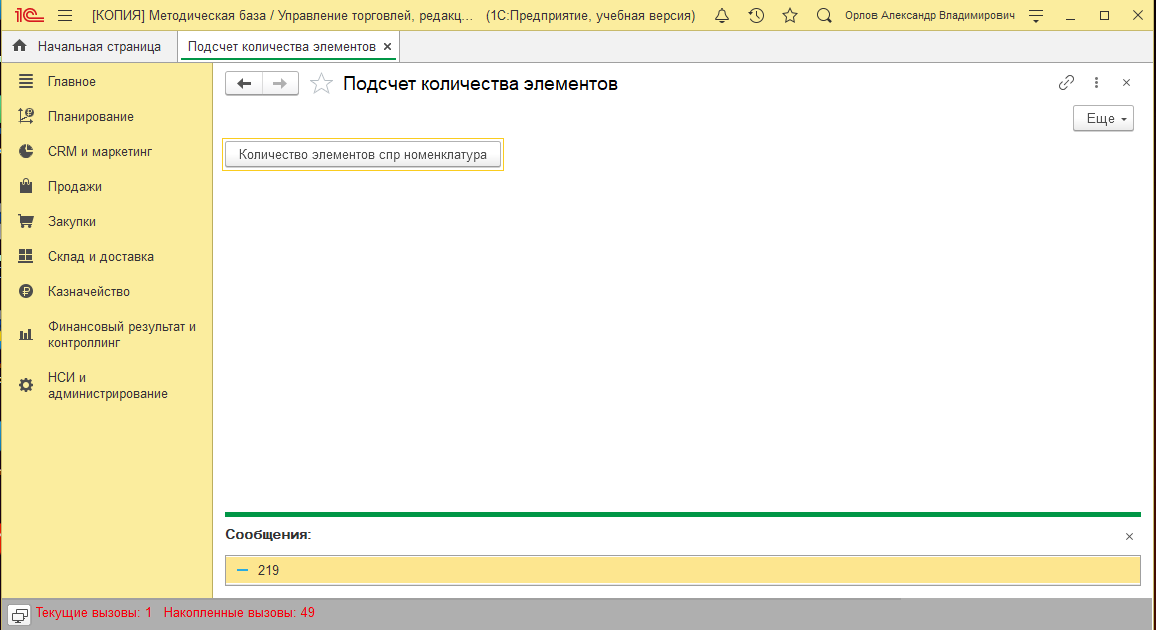 1С [КОПИЯ] Методическая база / Управление торговлей, редакц... (1С:Предприятие, учебная версия) Орлов Александр Владимирович
Начальная страница Подсчет количества элементов
Главное
Планирование
CRM и маркетинг
Продажи
Закупки
Склад и доставка
Казначейство
Финансовый результат и
контроллинг
НСИ и
администрирование
Подсчет количества элементов
Еще
Количество элементов спр номенклатура
Сообщения:
219
Текущие вызовы: 1 Накопленные вызовы: 49